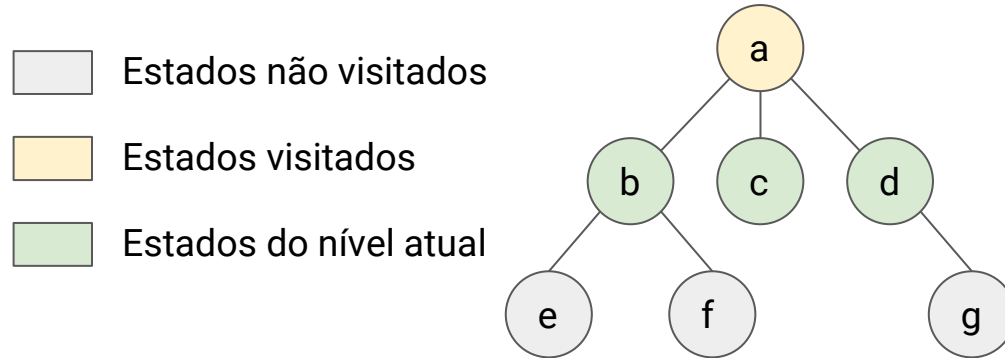 a
Estados não visitados
Estados visitados
b
c
d
Estados do nível atual
e
f
g